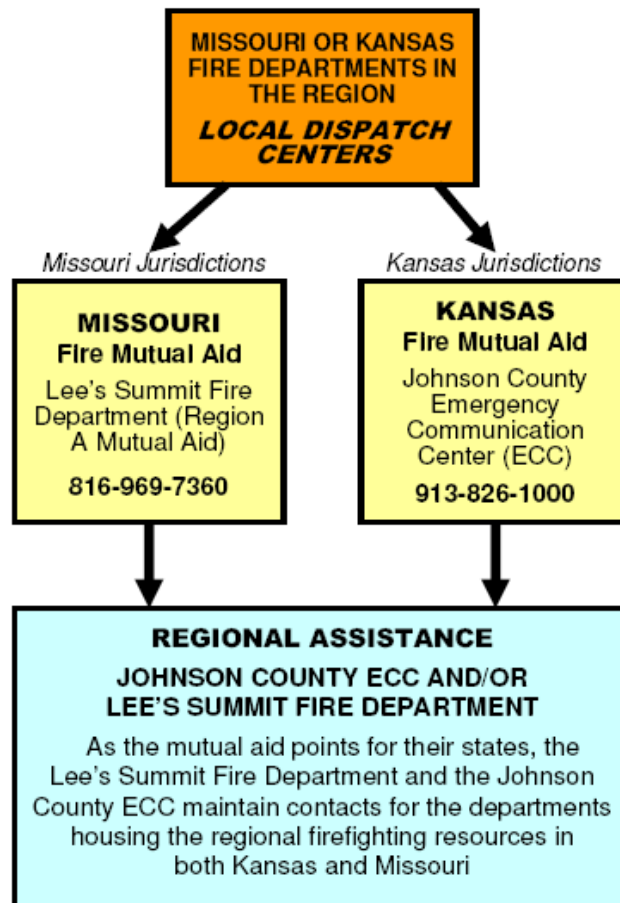 MISSOURI OR KANSAS
FIRE DEPARTMENTS IN
THE REGION
LOCAL DISPATCH
CENTERS
Missouri Jurisdictions
Kansas Jurisdictions
MISSOURI
Fire Mutual Aid
Lee's Summit Fire
Department (Region
A Mutual Aid)
816-969-7360
KANSAS
Fire Mutual Aid
Johnson County
Emergency
Communication
Center (ECC)
913-826-1000
REGIONAL ASSISTANCE
JOHNSON COUNTY ECC AND/OR
LEE'S SUMMIT FIRE DEPARTMENT
As the mutual aid points for their states, the
Lee's Summit Fire Department and the Johnson
County ECC maintain contacts for the departments
housing the regional firefighting resources in
both Kansas and Missouri